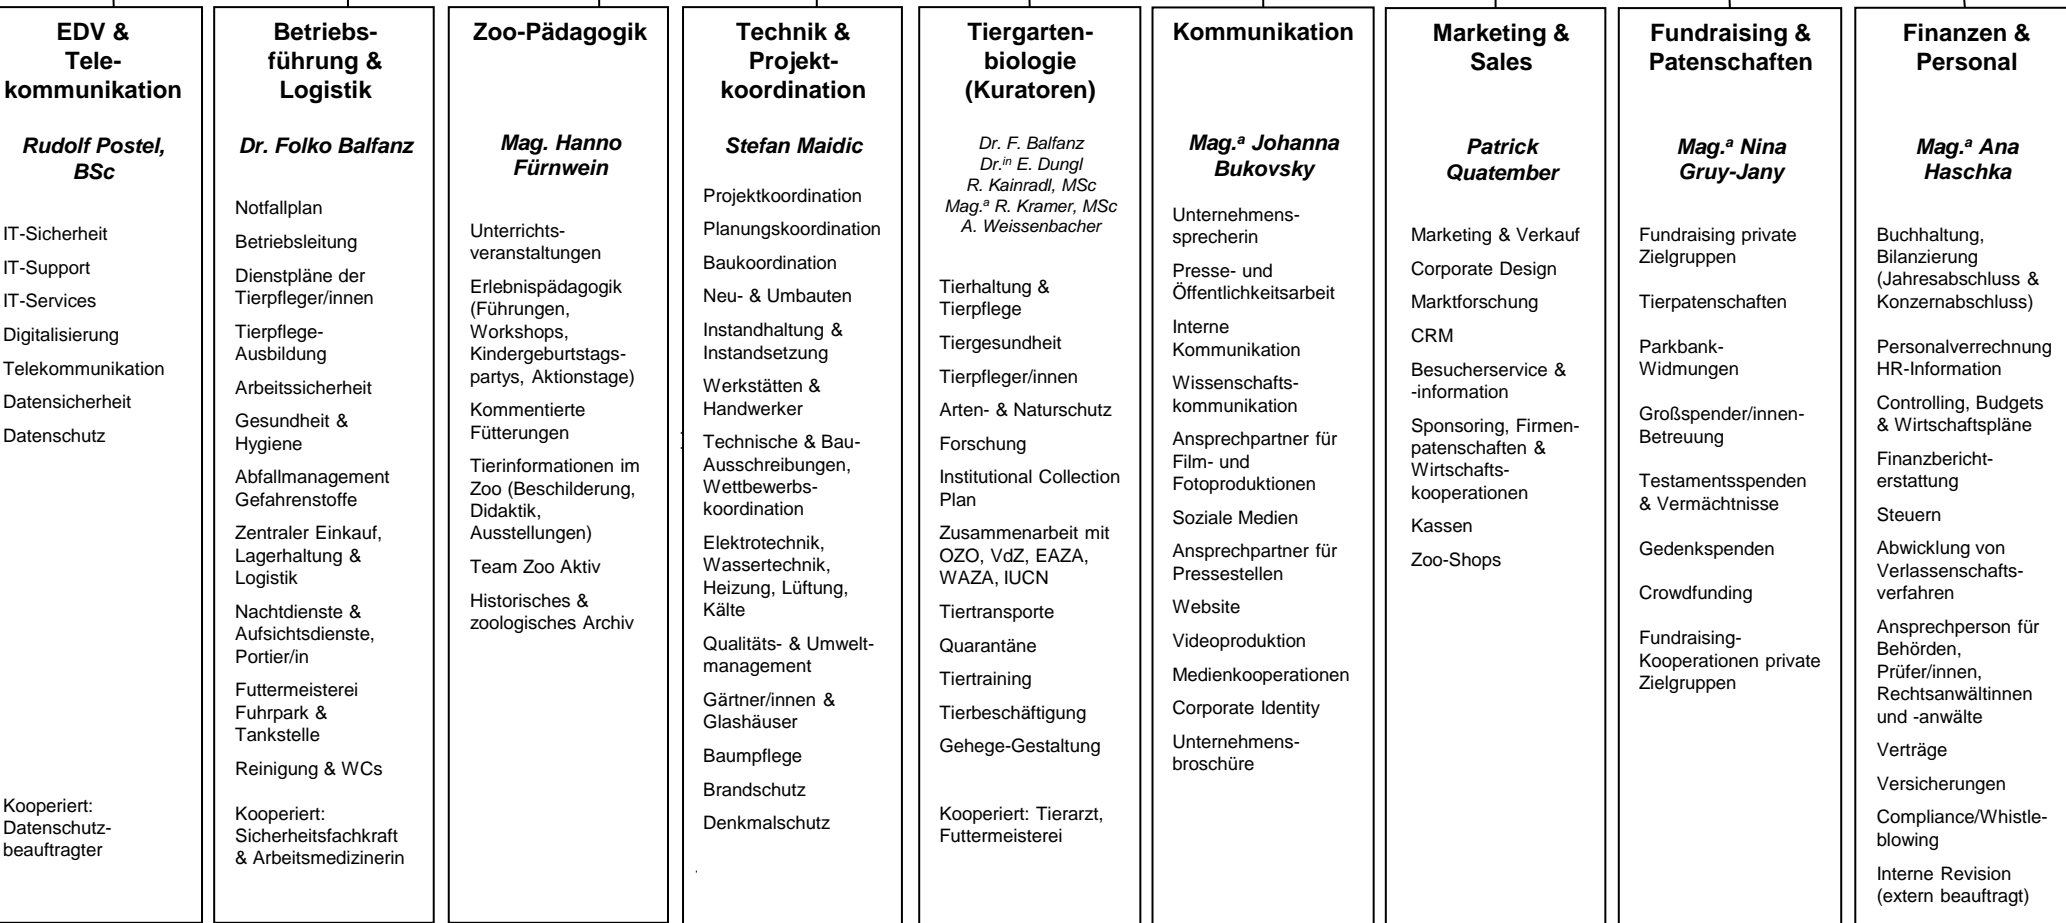 EDV &
Tele-
kommunikation
Rudolf Postel,
BSc
IT-Sicherheit
IT-Support
IT-Services
Digitalisierung
Telekommunikation
Datensicherheit
Datenschutz
Kooperiert:
Datenschutz-
beauftragter
Betriebs-
führung &
Logistik
Dr. Folko Balfanz
Notfallplan
Betriebsleitung
Dienstpläne der
Tierpfleger/innen
Tierpflege-
Ausbildung
Arbeitssicherheit
Gesundheit &
Hygiene
Abfallmanagement
Gefahrenstoffe
Zentraler Einkauf,
Lagerhaltung &
Logistik
Nachtdienste &
Aufsichtsdienste,
Portier/in
Futtermeisterei
Fuhrpark &
Tankstelle
Reinigung & WCs
Kooperiert:
Sicherheitsfachkraft
& Arbeitsmedizinerin
Zoo-Pädagogik
Mag. Hanno
Fürnwein
Unterrichts-
veranstaltungen
Erlebnispädagogik
(Führungen,
Workshops,
Kindergeburtstags-
partys, Aktionstage)
Kommentierte
Fütterungen
Tierinformationen im
Zoo (Beschilderung,
Didaktik,
Ausstellungen)
Team Zoo Aktiv
Historisches &
zoologisches Archiv
Technik &
Projekt-
koordination
Stefan Maidic
Projektkoordination
Planungskoordination
Baukoordination
Neu- & Umbauten
Instandhaltung &
Instandsetzung
Werkstätten &
Handwerker
Technische & Bau-
Ausschreibungen,
Wettbewerbs-
koordination
Elektrotechnik,
Wassertechnik,
Heizung, Lüftung,
Kälte
Qualitäts- & Umwelt-
management
Gärtner/innen &
Glashäuser
Baumpflege
Brandschutz
Denkmalschutz
Tiergarten-
biologie
(Kuratoren)
Dr. F. Balfanz
Dr.ⁱⁿ E. Dungl
R. Kainradl, MSc
Mag.ª R. Kramer, MSc
A. Weissenbacher
Tierhaltung &
Tierpflege
Tiergesundheit
Tierpfleger/innen
Arten- & Naturschutz
Forschung
Institutional Collection
Plan
Zusammenarbeit mit
OZO, VdZ, EAZA,
WAZA, IUCN
Tiertransporte
Quarantäne
Tiertraining
Tierbeschäftigung
Gehege-Gestaltung
Kooperiert: Tierarzt,
Futtermeisterei
Kommunikation
Mag.ª Johanna
Bukovsky
Unternehmens-
sprecherin
Presse- und
Öffentlichkeitsarbeit
Interne
Kommunikation
Wissenschafts-
kommunikation
Ansprechpartner für
Film- und
Fotoproduktionen
Soziale Medien
Ansprechpartner für
Pressestellen
Website
Videoproduktion
Medienkooperationen
Corporate Identity
Unternehmens-
broschüre
Marketing &
Sales
Patrick
Quatember
Marketing & Verkauf
Corporate Design
Marktforschung
CRM
Besucherservice &
-information
Sponsoring, Firmen-
patenschaften &
Wirtschafts-
kooperationen
Kassen
Zoo-Shops
Fundraising &
Patenschaften
Mag.ª Nina
Gruy-Jany
Fundraising private
Zielgruppen
Tierpatenschaften
Parkbank-
Widmungen
Großspender/innen-
Betreuung
Testamentsspenden
& Vermächtnisse
Gedenkspenden
Crowdfunding
Fundraising-
Kooperationen private
Zielgruppen
Finanzen &
Personal
Mag.ª Ana
Haschka
Buchhaltung,
Bilanzierung
(Jahresabschluss &
Konzernabschluss)
Personalverrechnung
HR-Information
Controlling, Budgets
& Wirtschaftspläne
Finanzbericht-
erstattung
Steuern
Abwicklung von
Verlassenschafts-
verfahren
Ansprechperson für
Behörden,
Prüfer/innen,
Rechtsanwältinnen
und -anwälte
Verträge
Versicherungen
Compliance/Whistle-
blowing
Interne Revision
(extern beauftragt)